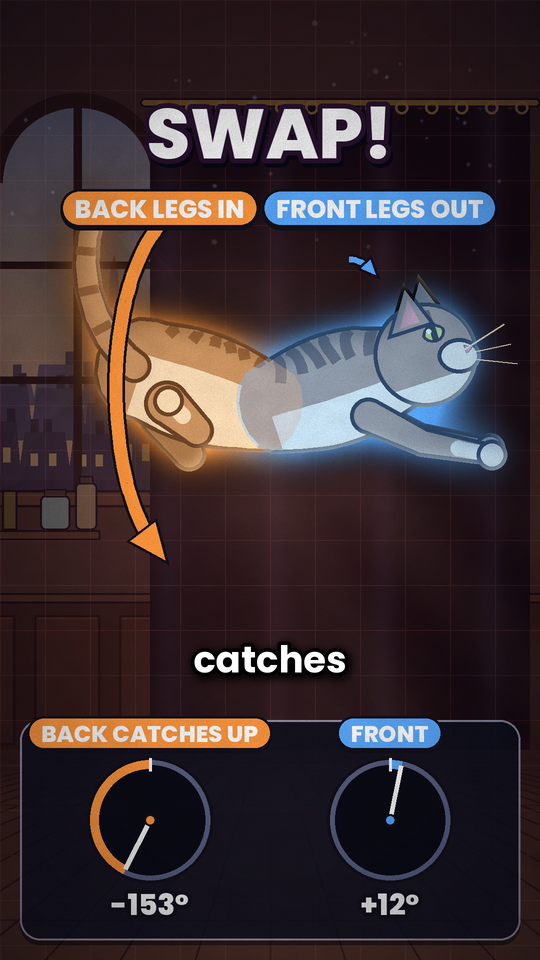 SWAP!
BACK LEGS IN FRONT LEGS OUT
catches
BACK CATCHES UP FRONT
-153° +12°